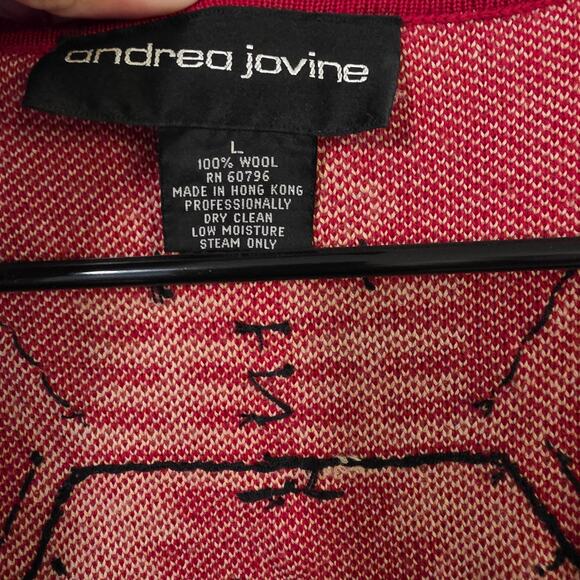 andrea jovine
L
100% WOOL
RN 60796
MADE IN HONG KONG
PROFESSIONALLY
DRY CLEAN
LOW MOISTURE
STEAM ONLY